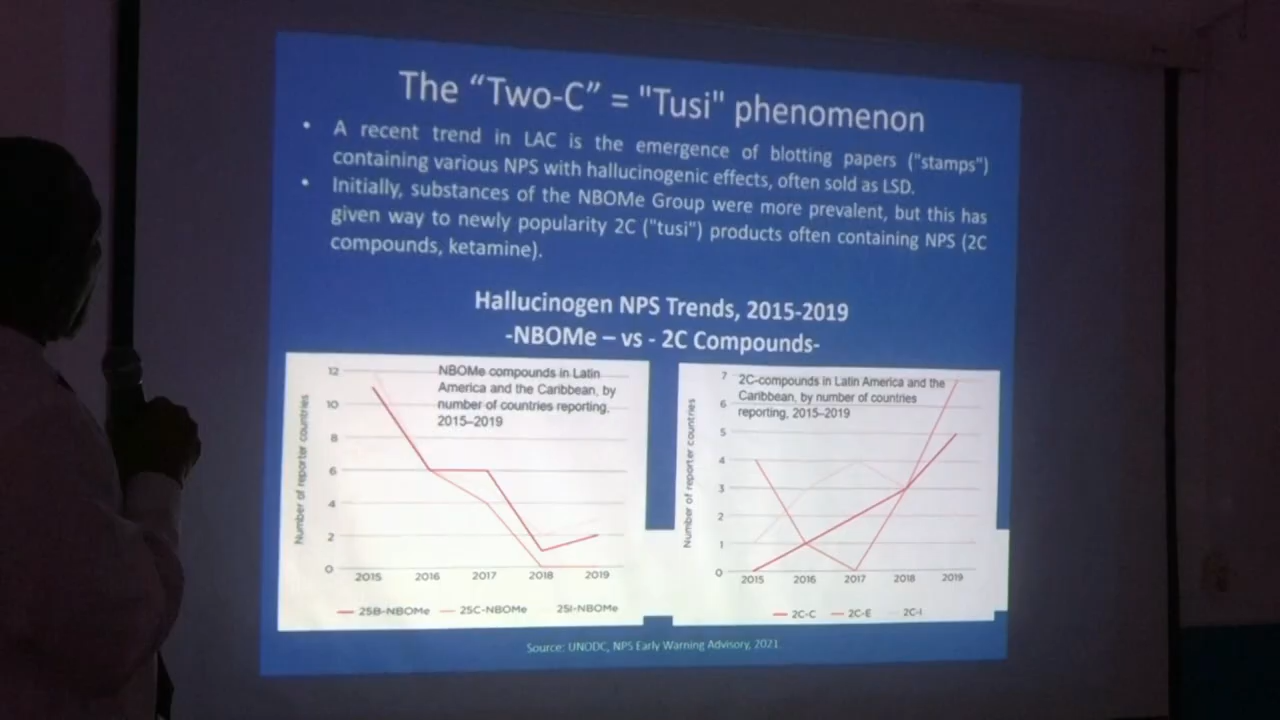 The “Two-C” = "Tusi" phenomenon
• A recent trend in LAC is the emergence of blotting papers ("stamps")
containing various NPS with hallucinogenic effects, often sold as LSD.
• Initially, substances of the NBOMe Group were more prevalent, but this has
given way to newly popularity 2C ("tusi") products often containing NPS (2C
compounds, ketamine).
Hallucinogen NPS Trends, 2015-2019
-NBOMe – vs - 2C Compounds-
NBOMe compounds in Latin
America and the Caribbean, by
number of countries reporting,
2015–2019
Number of reporter countries
12
10
8
6
4
2
0
2015 2016 2017 2018 2019
25B-NBOMe 25C-NBOMe 25I-NBOMe
2C-compounds in Latin America and the
Caribbean, by number of countries
reporting, 2015–2019
Number of reporter countries
7
6
5
4
3
2
1
0
2015 2016 2017 2018 2019
2C-C 2C-E 2C-I
Source: UNODC, NPS Early Warning Advisory, 2021.